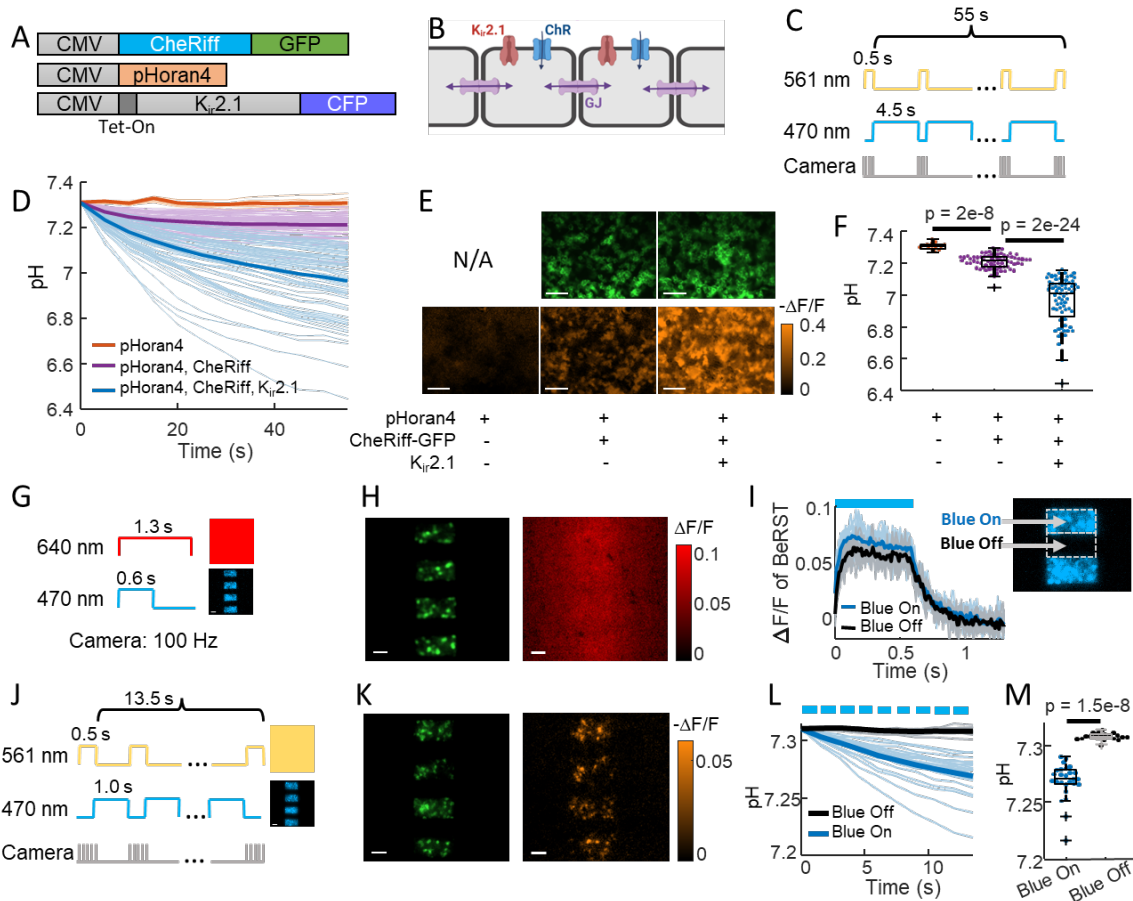 A
CMV CheRiff GFP
CMV pHoran4
CMV Kir2.1 CFP
Tet-On
B
Kir2.1 ChR
GJ
C
55 s
0.5 s
561 nm
...
4.5 s
470 nm
...
Camera
...
D
7.4
7.2
7
6.8
6.6
6.4
pH
pHoran4
pHoran4, CheRiff
pHoran4, CheRiff, Kir2.1
0 20 40
Time (s)
E
N/A
-ΔF/F
0.4
0.2
0
pHoran4 + + +
CheRiff-GFP - + +
Kir2.1 - - +
F
p = 2e-8
p = 2e-24
7.4
7.2
7
6.8
6.6
6.4
pH
+ + +
- + +
- - +
G
1.3 s
640 nm
0.6 s
470 nm
Camera: 100 Hz
H
ΔF/F
0.1
0.05
0
I
0.1
0.05
0
ΔF/F of BeRST
Blue On
Blue Off
0 0.5 1
Time (s)
Blue On
Blue Off
J
13.5 s
0.5 s
561 nm
...
1.0 s
470 nm
...
Camera
...
K
-ΔF/F
0.05
0
L
7.3
7.25
7.2
pH
Blue Off
Blue On
0 5 10
Time (s)
M
p = 1.5e-8
7.3
7.25
7.2
pH
Blue On
Blue Off